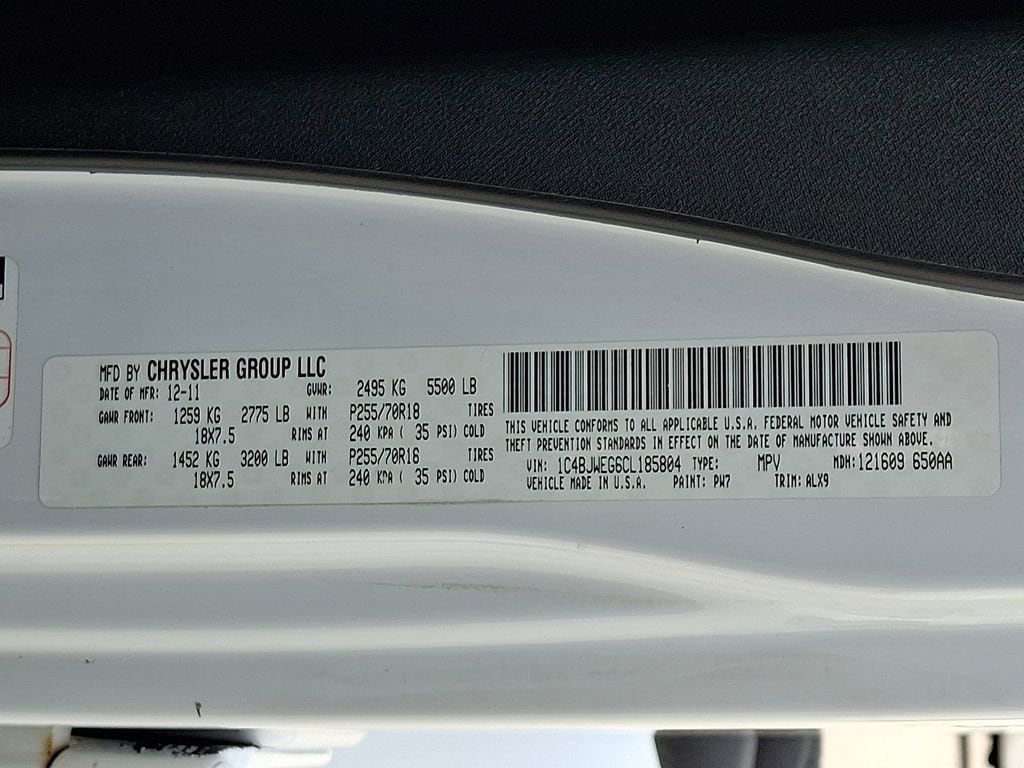 MFD BY CHRYSLER GROUP LLC
DATE OF MFR: 12-11 GVWR: 2495 KG 5500 LB
GAWR FRONT: 1259 KG 2775 LB WITH P255/70R18 TIRES
18X7.5 RIMS AT 240 KPA ( 35 PSI) COLD
GAWR REAR: 1452 KG 3200 LB WITH P255/70R16 TIRES
18X7.5 RIMS AT 240 KPA ( 35 PSI) COLD
THIS VEHICLE CONFORMS TO ALL APPLICABLE U.S.A. FEDERAL MOTOR VEHICLE SAFETY AND
THEFT PREVENTION STANDARDS IN EFFECT ON THE DATE OF MANUFACTURE SHOWN ABOVE.
VIN: 1C4BJWEG6CL185804 TYPE: MPV MDH: 121609 650AA
VEHICLE MADE IN U.S.A. PAINT: PW7 TRIM: ALX9